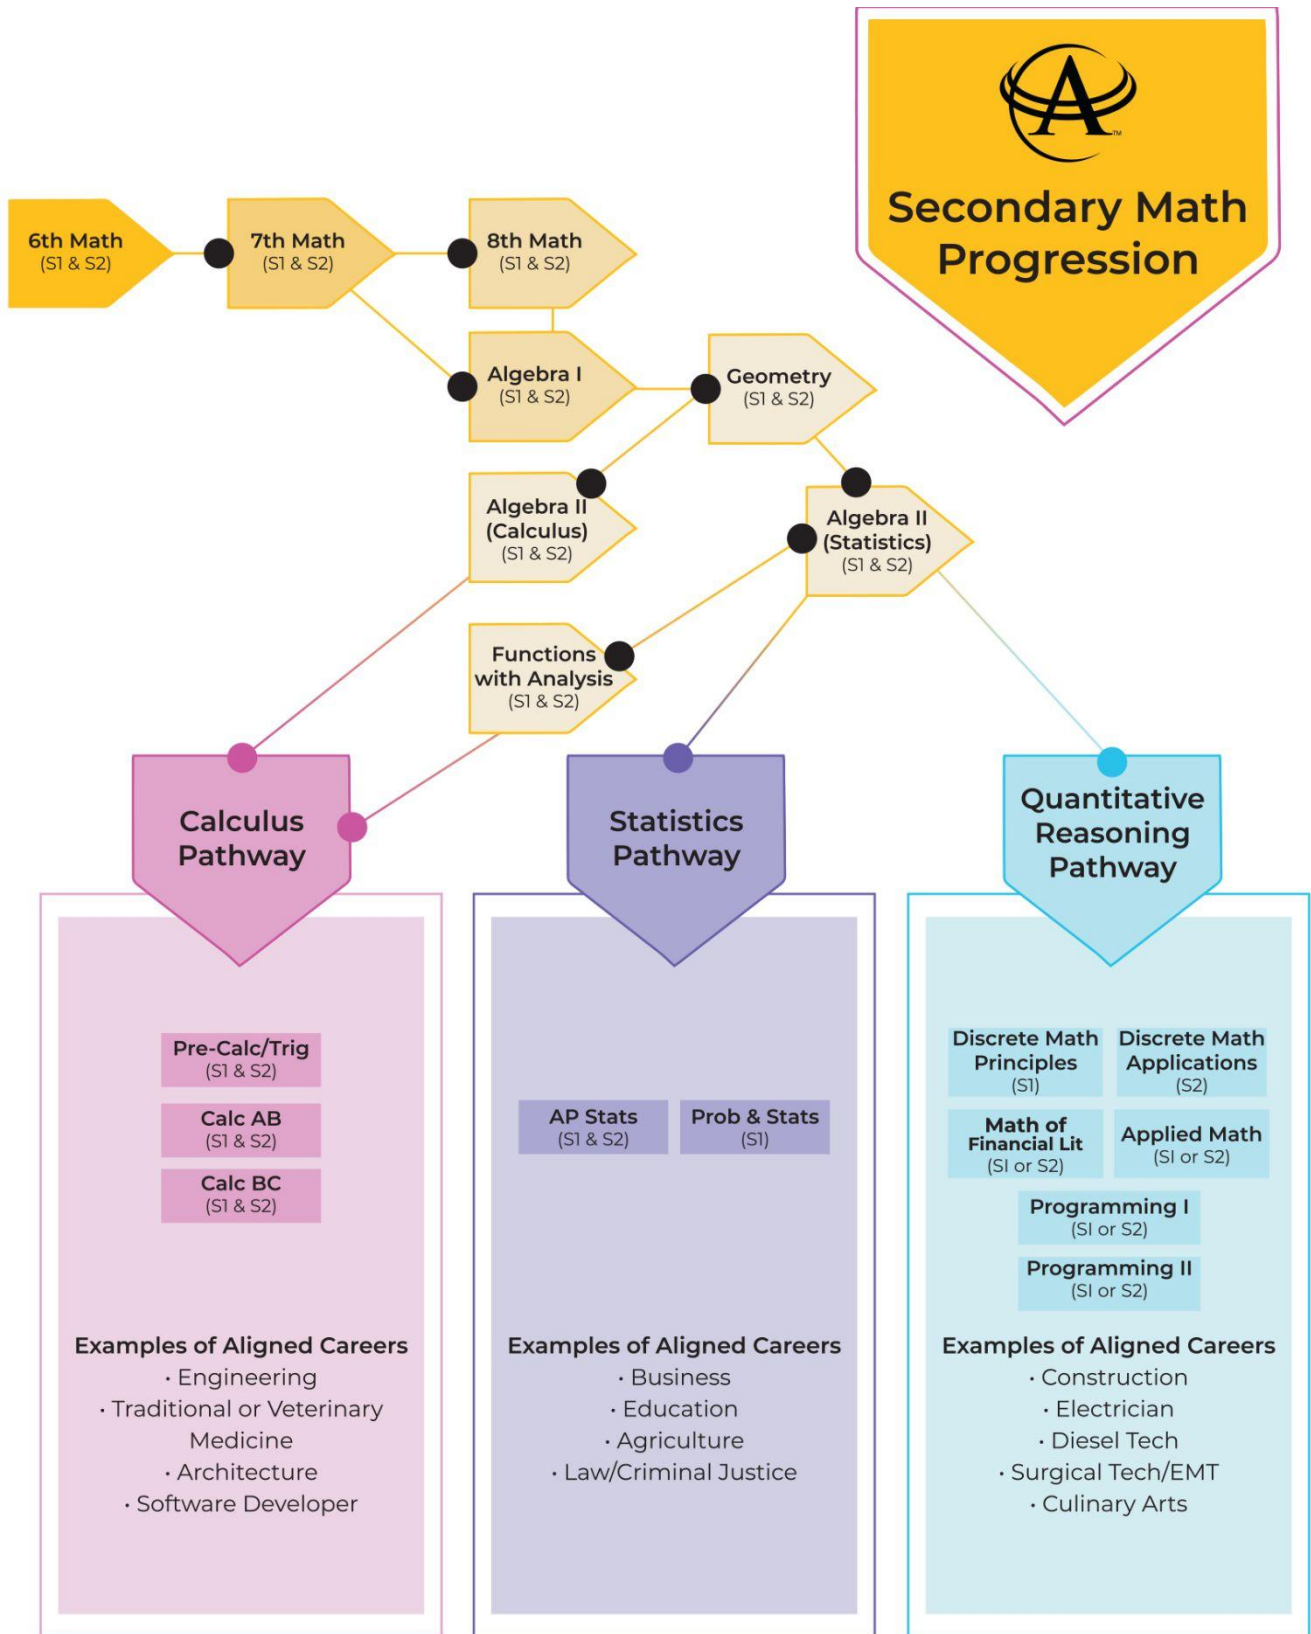 A
TM
Secondary Math
Progression
6th Math
(S1 & S2)
7th Math
(S1 & S2)
8th Math
(S1 & S2)
Algebra I
(S1 & S2)
Geometry
(S1 & S2)
Algebra II
(Calculus)
(S1 & S2)
Algebra II
(Statistics)
(S1 & S2)
Functions
with Analysis
(S1 & S2)
Calculus
Pathway
Pre-Calc/Trig
(S1 & S2)
Calc AB
(S1 & S2)
Calc BC
(S1 & S2)
Examples of Aligned Careers
· Engineering
· Traditional or Veterinary
Medicine
· Architecture
· Software Developer
Statistics
Pathway
AP Stats
(S1 & S2)
Prob & Stats
(S1)
Examples of Aligned Careers
· Business
· Education
· Agriculture
· Law/Criminal Justice
Quantitative
Reasoning
Pathway
Discrete Math
Principles
(S1)
Discrete Math
Applications
(S2)
Math of
Financial Lit
(SI or S2)
Applied Math
(SI or S2)
Programming I
(SI or S2)
Programming II
(SI or S2)
Examples of Aligned Careers
· Construction
· Electrician
· Diesel Tech
· Surgical Tech/EMT
· Culinary Arts